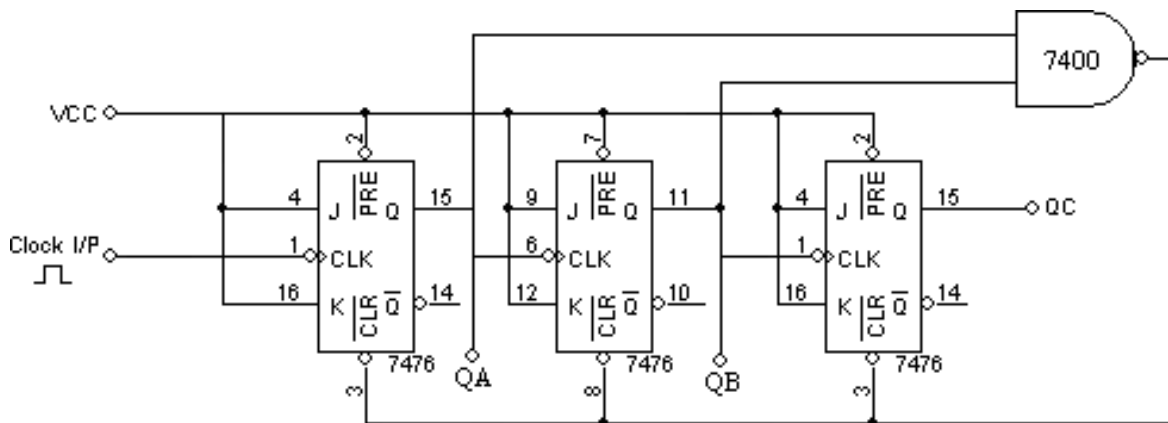 7400
VCC
2
7
2
4
J
PRE
Q
15
9
J
PRE
Q
11
4
J
PRE
Q
15
QC
Clock I/P
1
CLK
6
CLK
1
CLK
16
K
CLR
Q
14
12
K
CLR
Q
10
16
K
CLR
Q
14
7476
7476
7476
3
QA
8
QB
3